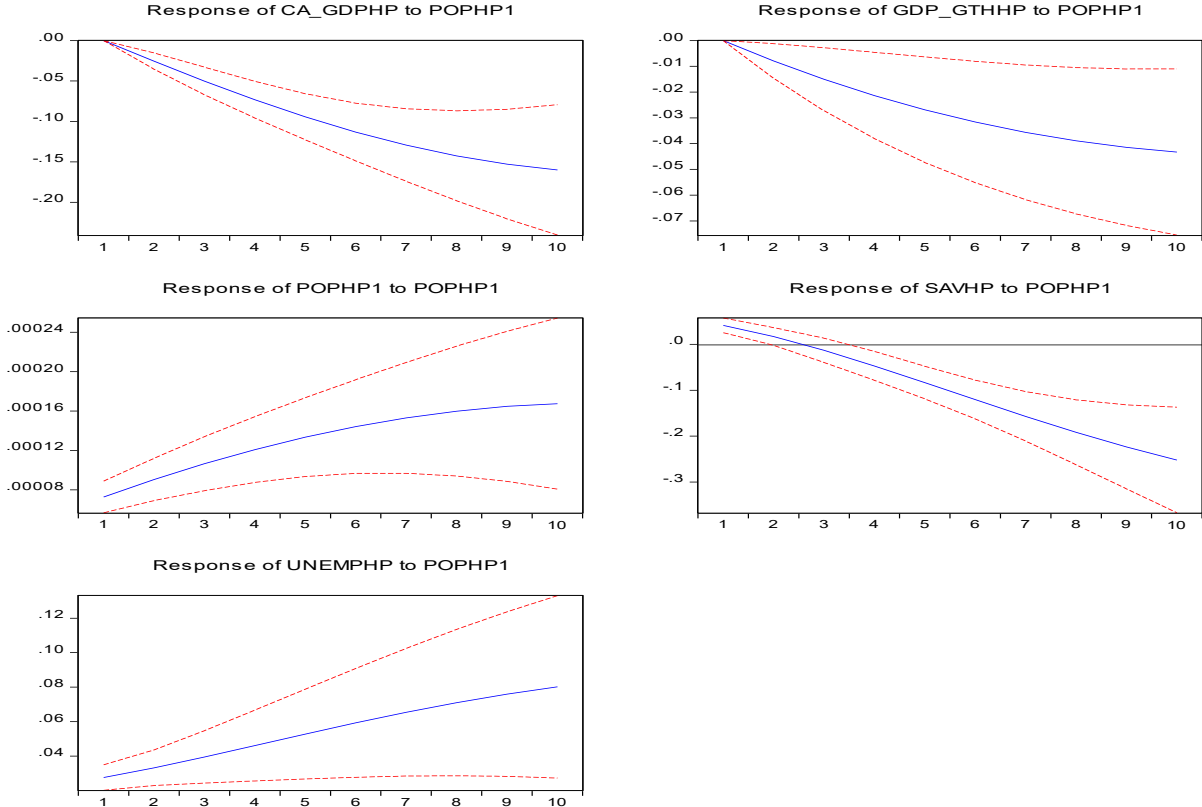 Response of CA_GDPHP to POPHP1
.00
-.05
-.10
-.15
-.20
1 2 3 4 5 6 7 8 9 10
Response of GDP_GTHHP to POPHP1
.00
-.01
-.02
-.03
-.04
-.05
-.06
-.07
1 2 3 4 5 6 7 8 9 10
Response of POPHP1 to POPHP1
.00024
.00020
.00016
.00012
.00008
1 2 3 4 5 6 7 8 9 10
Response of SAVHP to POPHP1
.0
-.1
-.2
-.3
1 2 3 4 5 6 7 8 9 10
Response of UNEMPHP to POPHP1
.12
.10
.08
.06
.04
1 2 3 4 5 6 7 8 9 10